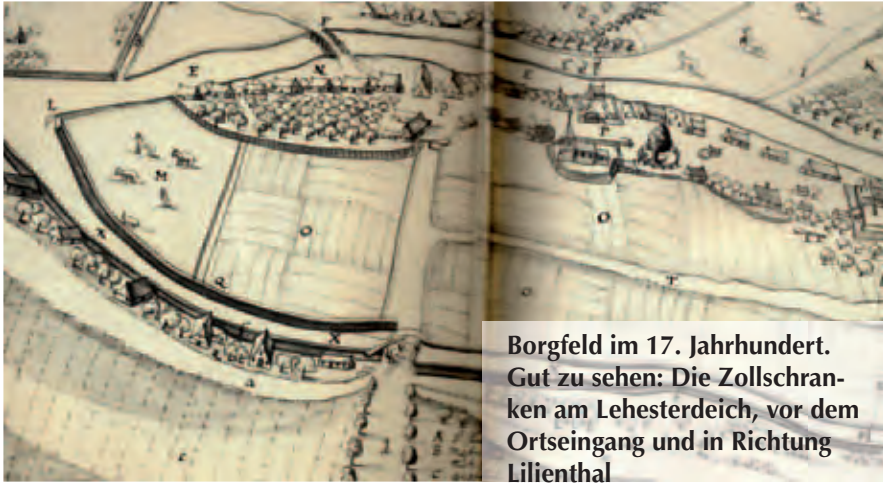 F
E
N
L
P
M
O
O
T
X
X
Q
a
K
Borgfeld im 17. Jahrhundert.
Gut zu sehen: Die Zollschran-
ken am Lehesterdeich, vor dem
Ortseingang und in Richtung
Lilienthal